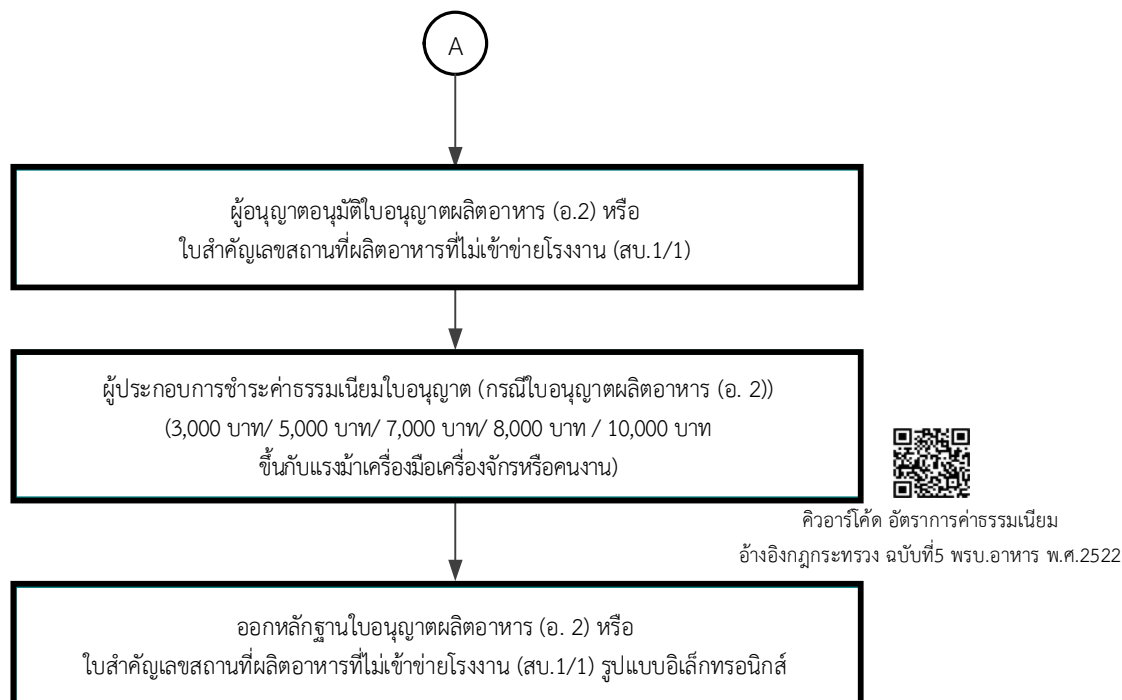 A
ผู้อนุญาตอนุมัติใบอนุญาตผลิตอาหาร (อ.2) หรือ
ใบสำคัญเลขสถานที่ผลิตอาหารที่ไม่เข้าข่ายโรงงาน (สบ.1/1)
ผู้ประกอบการชำระค่าธรรมเนียมใบอนุญาต (กรณีใบอนุญาตผลิตอาหาร (อ. 2))
(3,000 บาท/ 5,000 บาท/ 7,000 บาท/ 8,000 บาท / 10,000 บาท
ขึ้นกับแรงม้าเครื่องมือเครื่องจักรหรือคนงาน)
คิวอาร์โค้ด อัตราการค่าธรรมเนียม
อ้างอิงกฎกระทรวง ฉบับที่5 พรบ.อาหาร พ.ศ.2522
ออกหลักฐานใบอนุญาตผลิตอาหาร (อ. 2) หรือ
ใบสำคัญเลขสถานที่ผลิตอาหารที่ไม่เข้าข่ายโรงงาน (สบ.1/1) รูปแบบอิเล็กทรอนิกส์